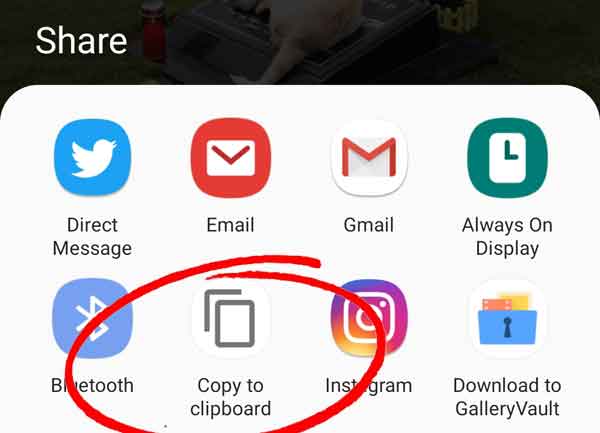 Share
Direct
Message
Email
Gmail
Always On
Display
Bluetooth
Copy to
clipboard
Instagram
Download to
GalleryVault